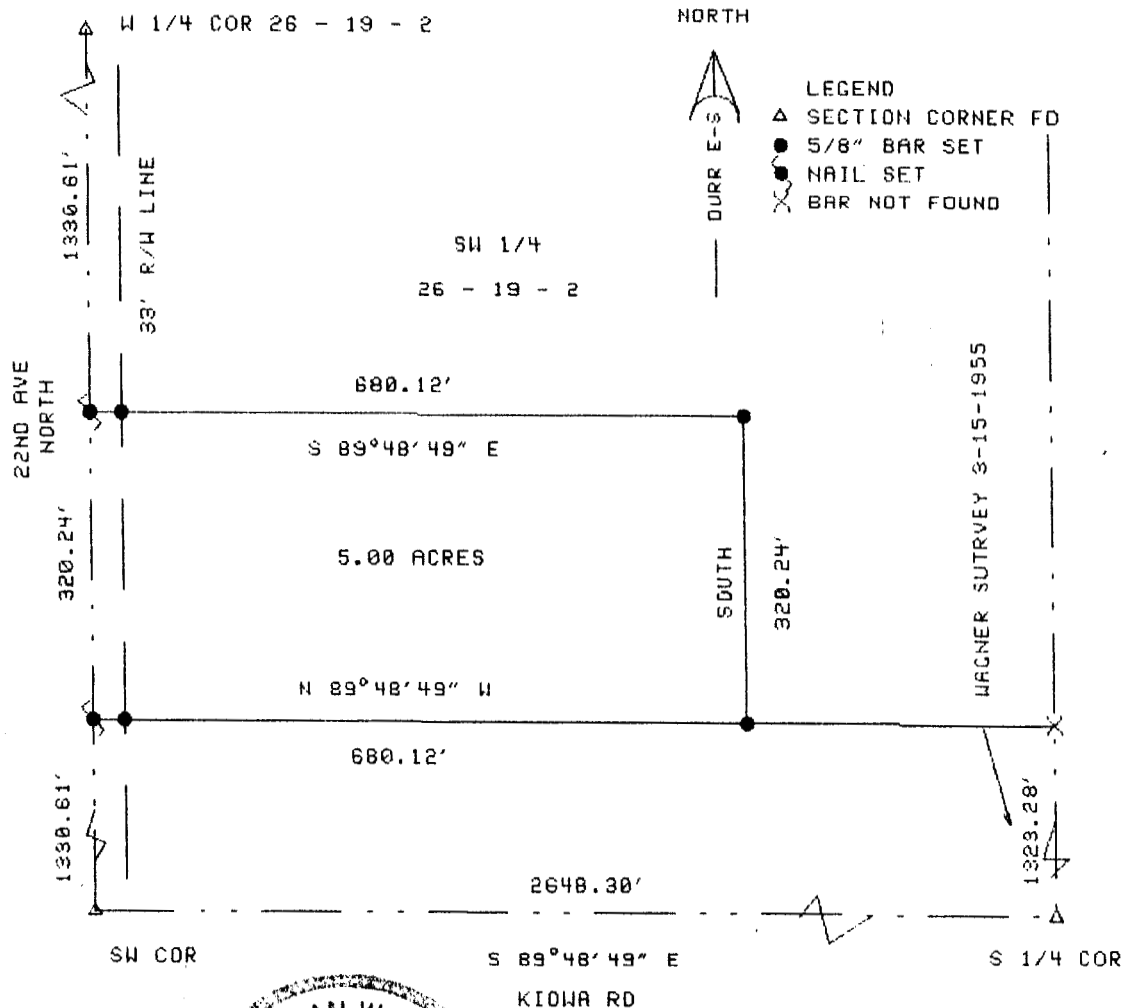 W 1/4 COR 26 - 19 - 2
NORTH
LEGEND
SECTION CORNER FD
5/8" BAR SET
NAIL SET
BAR NOT FOUND
DURR E-S
1330.61'
33' R/W LINE
SW 1/4
26 - 19 - 2
22ND AVE
NORTH
680.12'
S 89°48'49" E
WAGNER SUTRVEY 3-15-1955
320.24'
5.00 ACRES
SOUTH
320.24'
N 89°48'49" W
680.12'
1330.61'
1323.28'
2648.30'
SW COR
S 89°48'49" E
S 1/4 COR
KIOWA RD